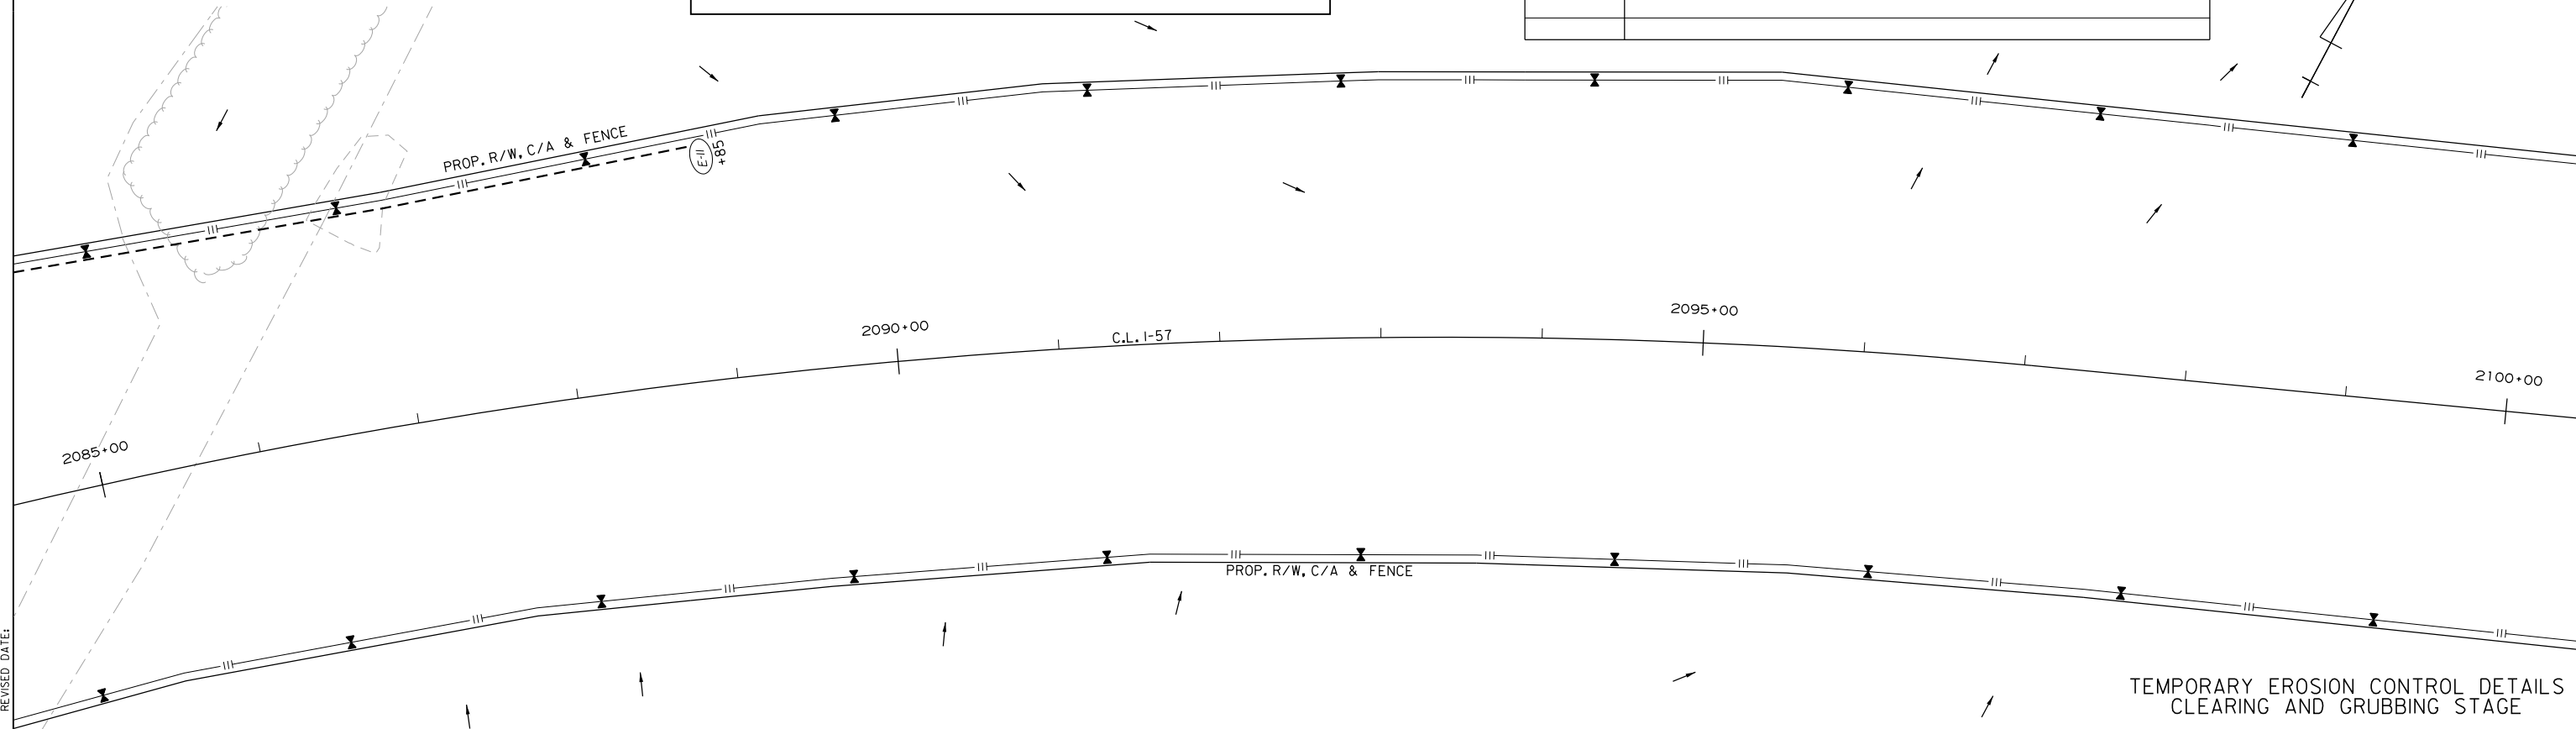 PROP. R/W, C/A & FENCE
E-11
+85
2085+00
2090+00
C.L. I-57
2095+00
2100+00
PROP. R/W, C/A & FENCE
REVISED DATE:
TEMPORARY EROSION CONTROL DETAILS
CLEARING AND GRUBBING STAGE